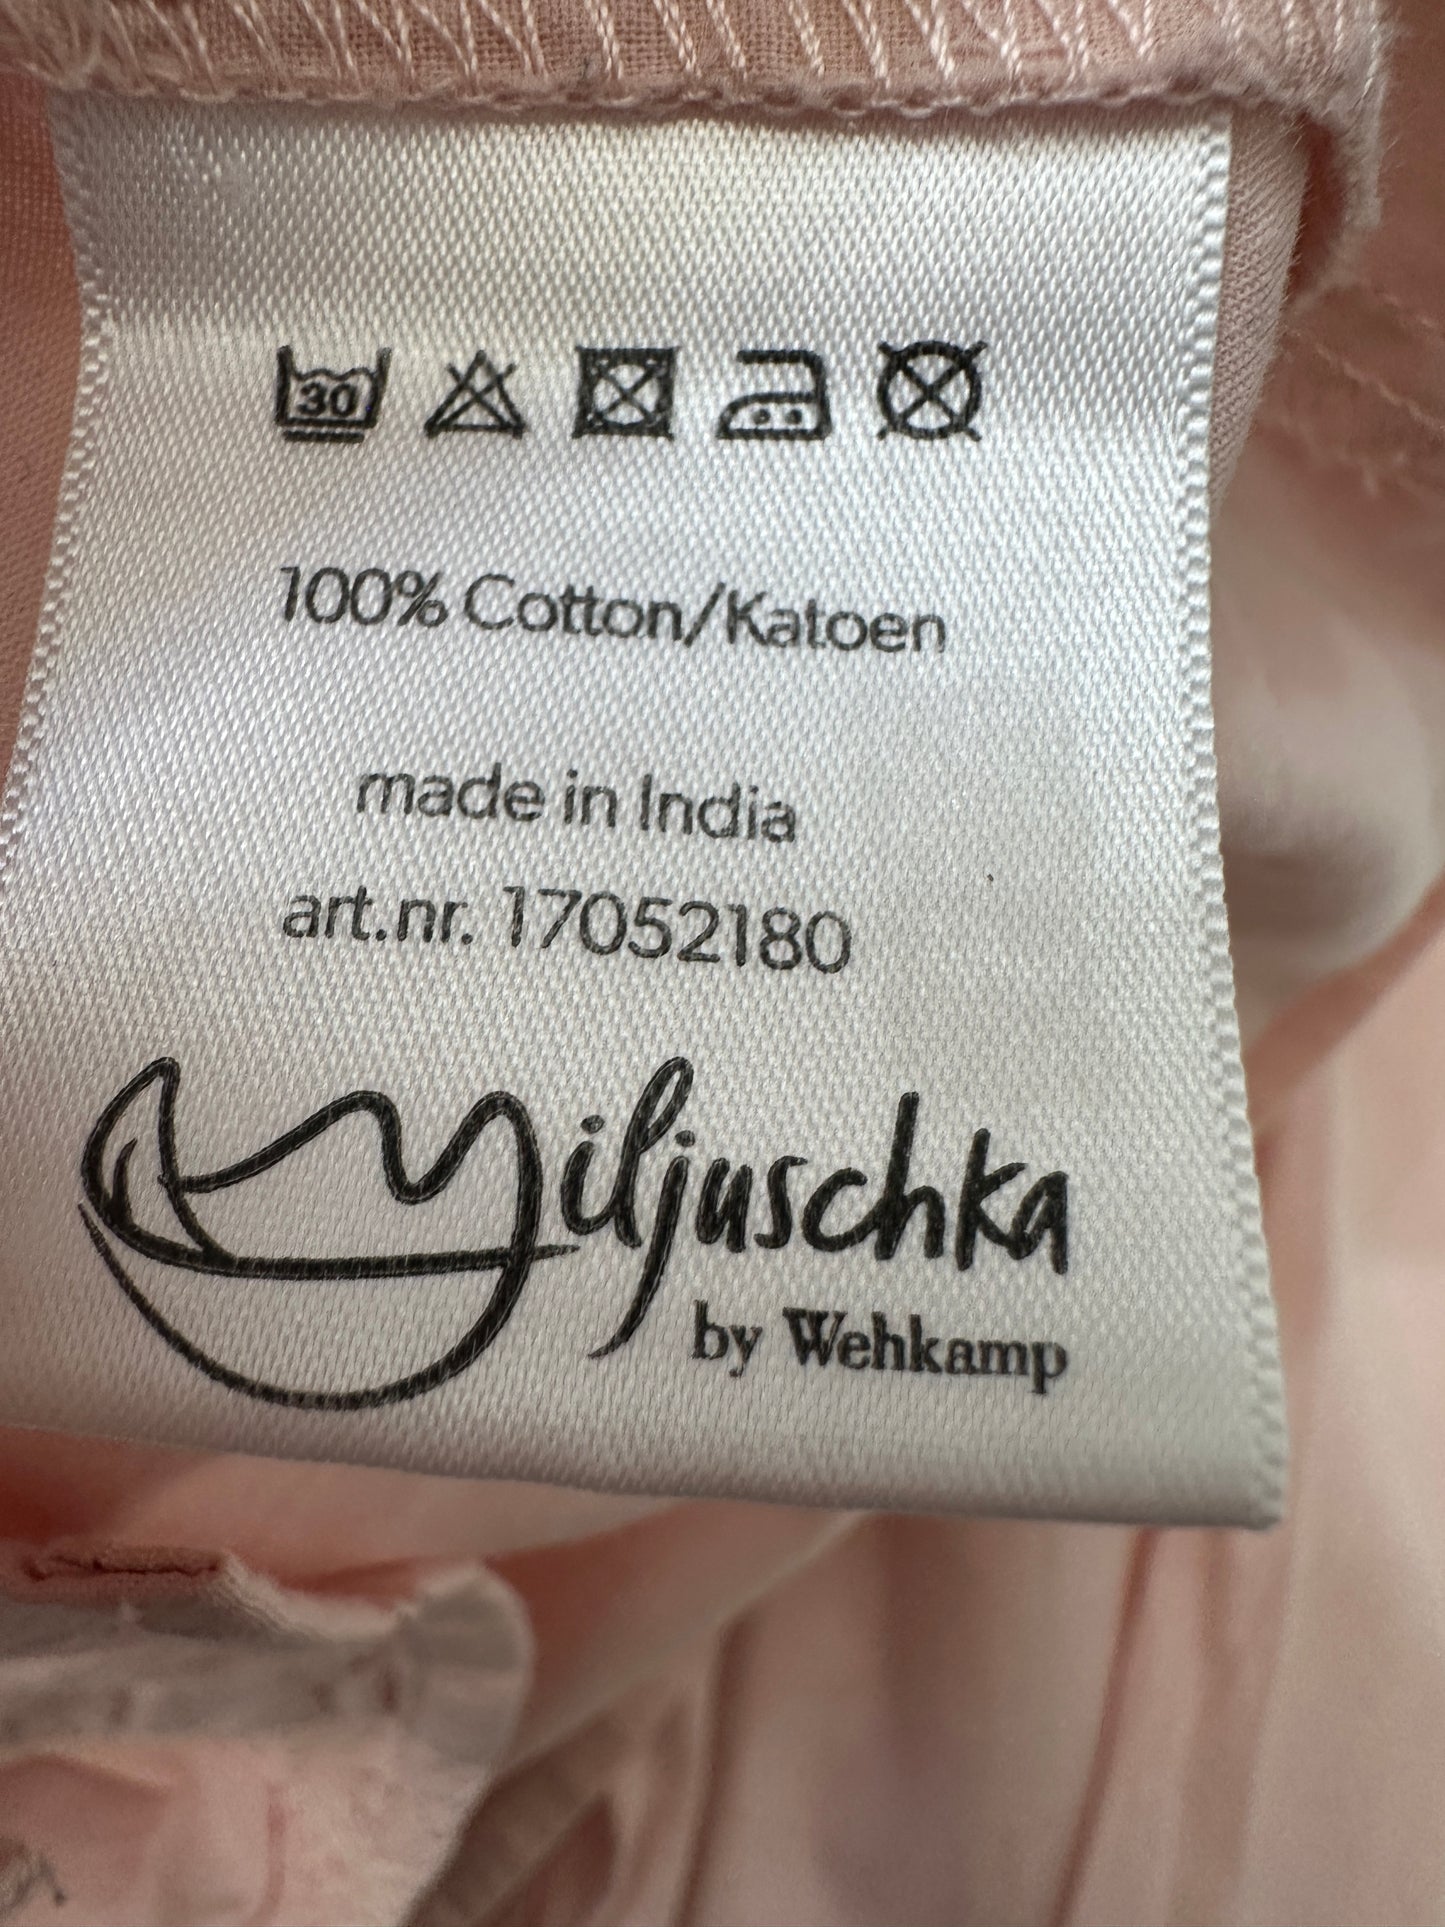 30
100% Cotton/Katoen
made in India
art.nr. 17052180
Miljuschka
by Wehkamp